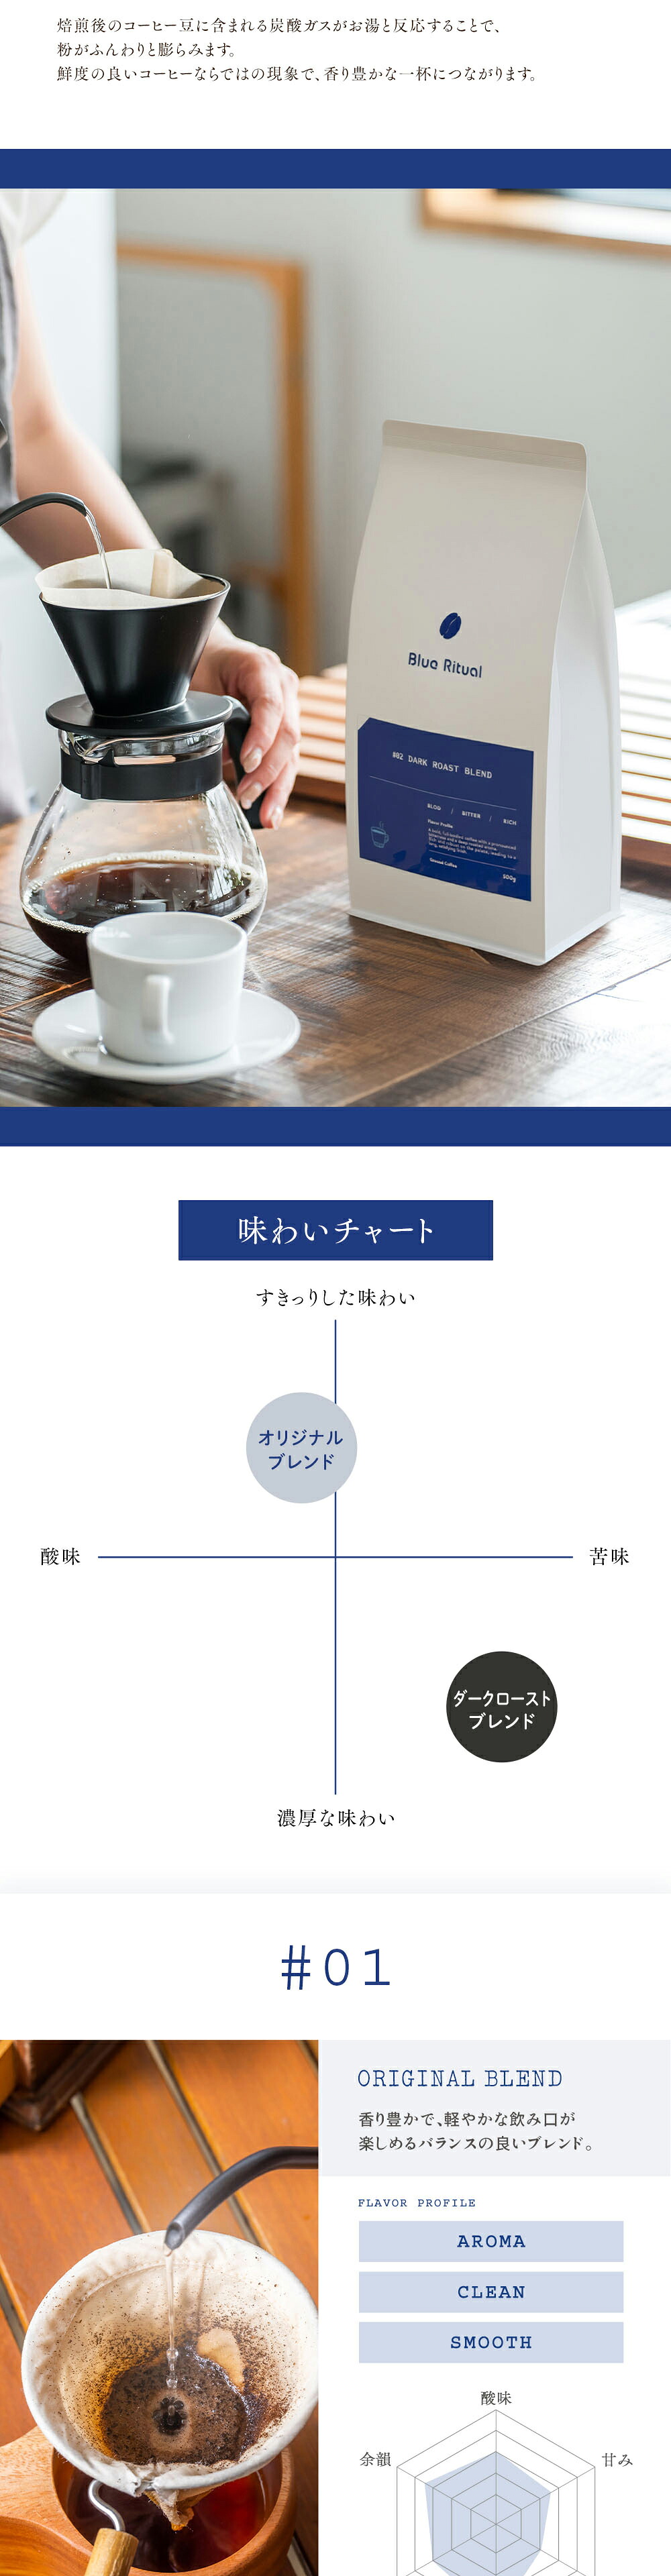 焙煎後のコーヒー豆に含まれる炭酸ガスがお湯と反応することで、
粉がふんわりと膨らみます。
鮮度の良いコーヒーならではの現象で、香り豊かな一杯につながります。
Blue Ritual
#02 DARK ROAST BLEND
BLOD / BITTER / RICH
Flavor Profile
Ground Coffee
500g
味わいチャート
すきっりした味わい
オリジナル
ブレンド
酸味
苦味
ダークロースト
ブレンド
濃厚な味わい
#01
ORIGINAL BLEND
香り豊かで、軽やかな飲み口が
楽しめるバランスの良いブレンド。
FLAVOR PROFILE
AROMA
CLEAN
SMOOTH
酸味
余韻
甘み